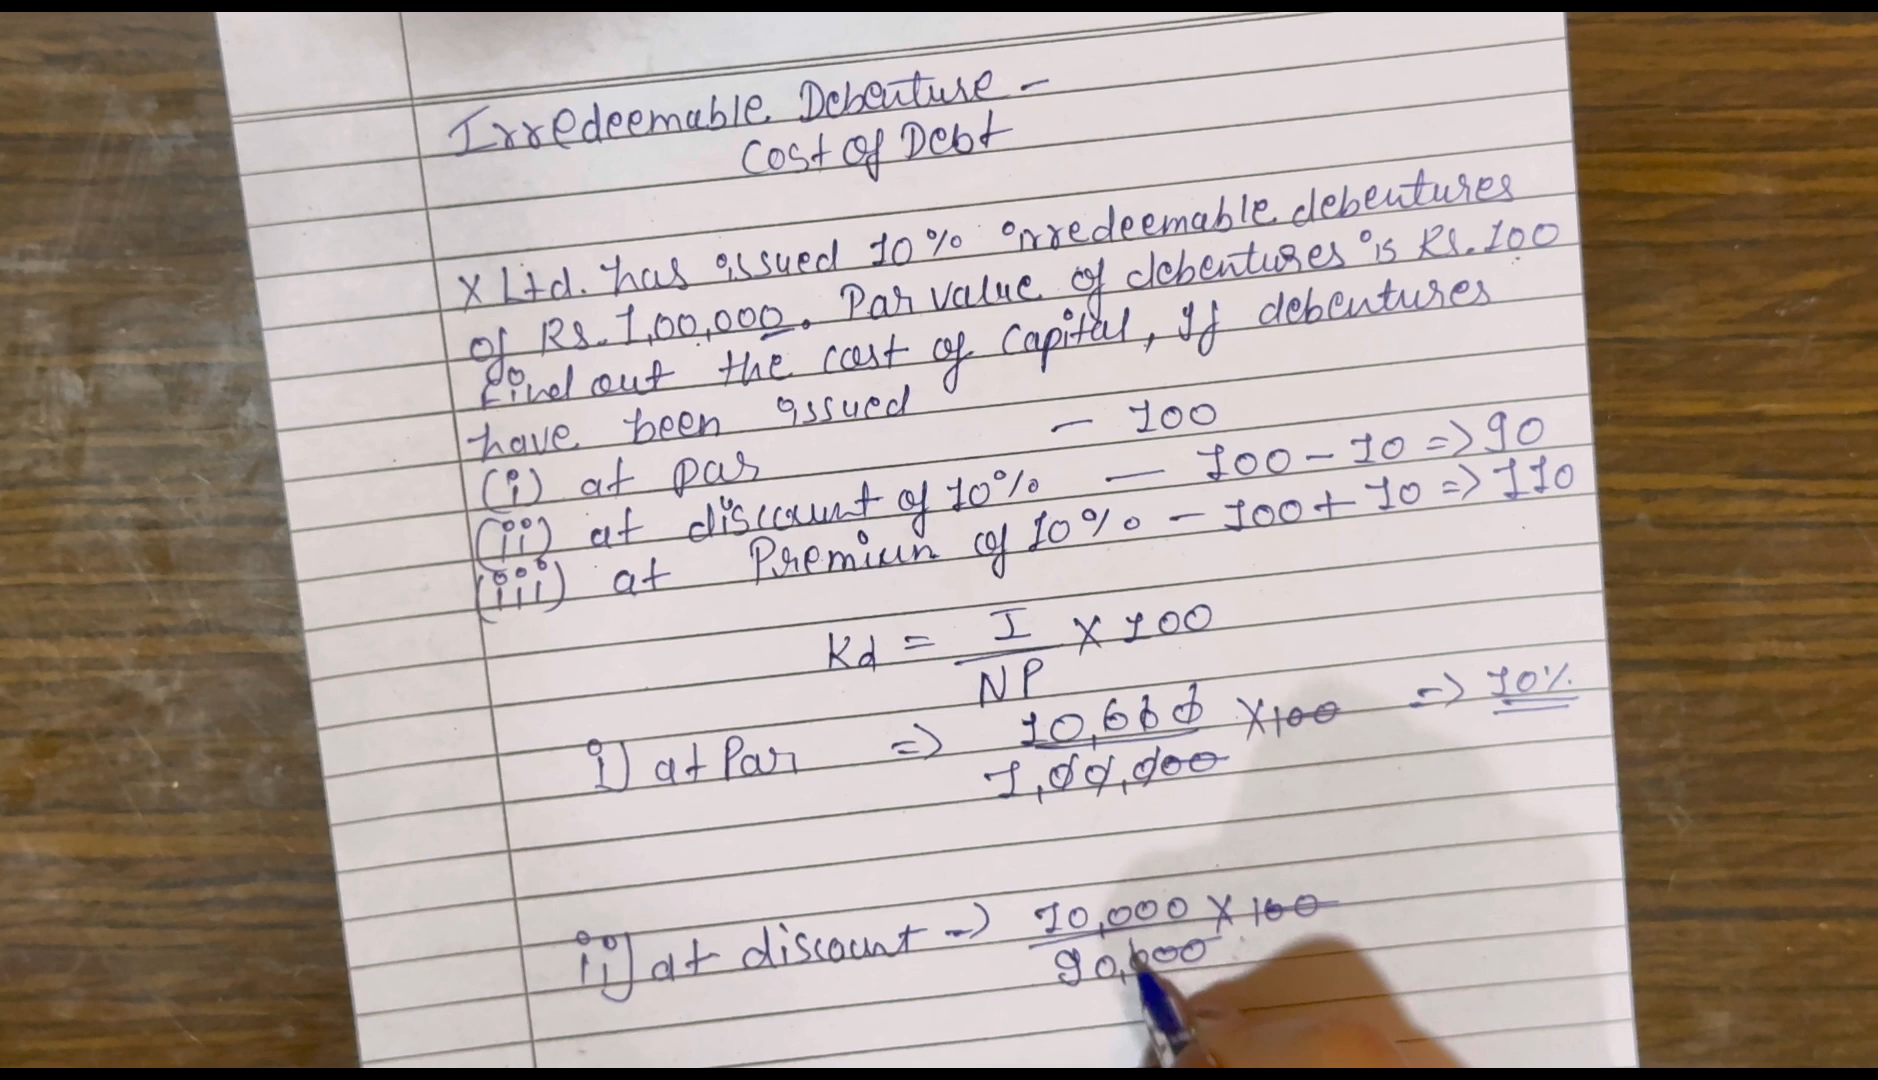 Irredeemable Debenture -
Cost of Debt
X Ltd. has issued 10% irredeemable debentures
of Rs. 1,00,000. Par value of debentures is Rs. 100
find out the cost of capital, If debentures
have been issued
(i) at par - 100
(ii) at discount of 10% - 100 - 10 => 90
(iii) at Premium of 10% - 100 + 10 => 110
Kd = I / NP X 100
i) at Par => 10,000 / 1,00,000 X 100 => 10%
ii) at discount => 10,000 / 90,000 X 100